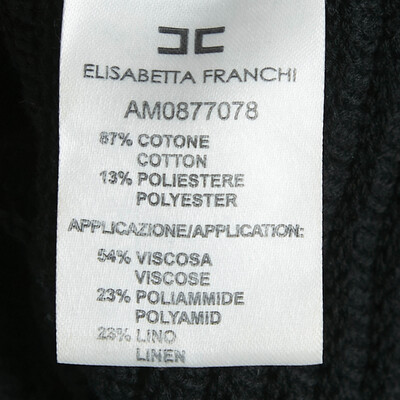 ELISABETTA FRANCHI
AM0877078
87% COTONE
COTTON
13% POLIESTERE
POLYESTER
APPLICAZIONE/APPLICATION:
54% VISCOSA
VISCOSE
23% POLIAMMIDE
POLYAMID
23% LINO
LINEN